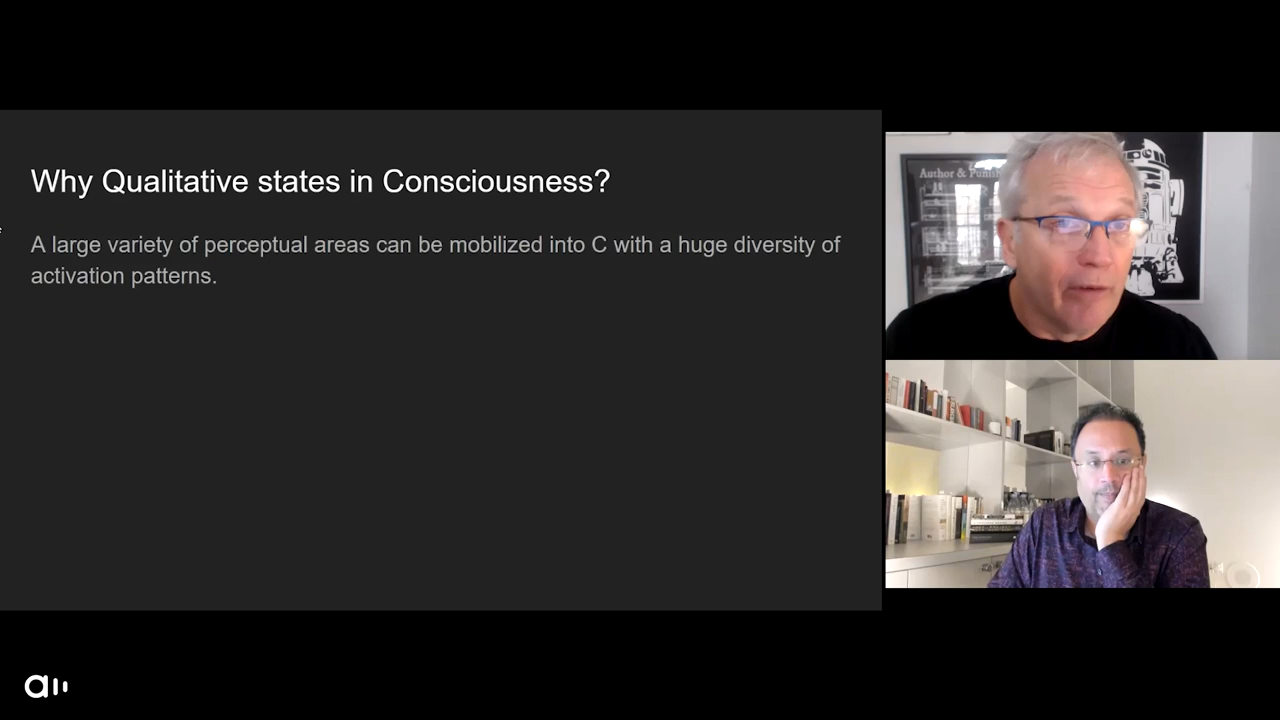 Why Qualitative states in Consciousness?
A large variety of perceptual areas can be mobilized into C with a huge diversity of
activation patterns.
Author & Punish